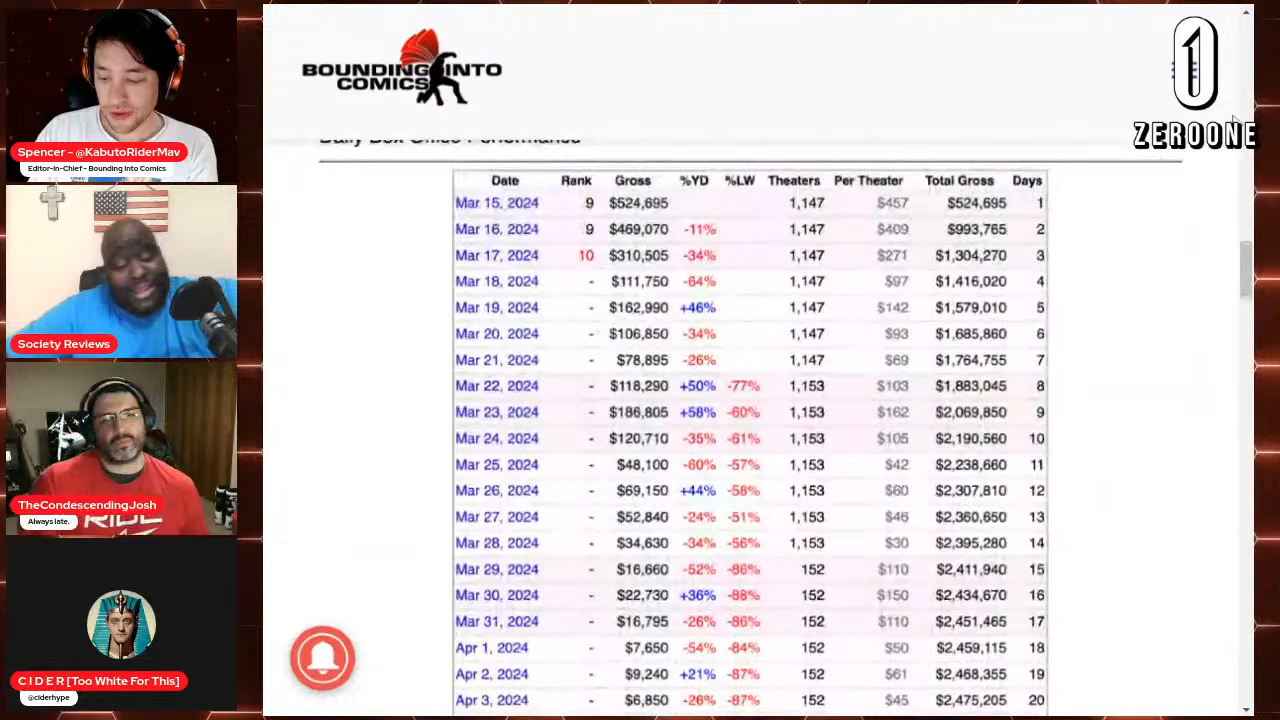 Spencer - @KabutoRiderMav
Editor-in-Chief - Bounding Into Comics
Society Reviews
TheCondescendingJosh
Always late.
C I D E R [Too White For This]
@ciderhype
BOUNDING INTO
COMICS
1
ZEROONE
Daily Box Office Performance
Date Rank Gross %YD %LW Theaters Per Theater Total Gross Days
Mar 15, 2024 9 $524,695 1,147 $457 $524,695 1
Mar 16, 2024 9 $469,070 -11% 1,147 $409 $993,765 2
Mar 17, 2024 10 $310,505 -34% 1,147 $271 $1,304,270 3
Mar 18, 2024 - $111,750 -64% 1,147 $97 $1,416,020 4
Mar 19, 2024 - $162,990 +46% 1,147 $142 $1,579,010 5
Mar 20, 2024 - $106,850 -34% 1,147 $93 $1,685,860 6
Mar 21, 2024 - $78,895 -26% 1,147 $69 $1,764,755 7
Mar 22, 2024 - $118,290 +50% -77% 1,153 $103 $1,883,045 8
Mar 23, 2024 - $186,805 +58% -60% 1,153 $162 $2,069,850 9
Mar 24, 2024 - $120,710 -35% -61% 1,153 $105 $2,190,560 10
Mar 25, 2024 - $48,100 -60% -57% 1,153 $42 $2,238,660 11
Mar 26, 2024 - $69,150 +44% -58% 1,153 $60 $2,307,810 12
Mar 27, 2024 - $52,840 -24% -51% 1,153 $46 $2,360,650 13
Mar 28, 2024 - $34,630 -34% -56% 1,153 $30 $2,395,280 14
Mar 29, 2024 - $16,660 -52% -86% 152 $110 $2,411,940 15
Mar 30, 2024 - $22,730 +36% -88% 152 $150 $2,434,670 16
Mar 31, 2024 - $16,795 -26% -86% 152 $110 $2,451,465 17
Apr 1, 2024 - $7,650 -54% -84% 152 $50 $2,459,115 18
Apr 2, 2024 - $9,240 +21% -87% 152 $61 $2,468,355 19
Apr 3, 2024 - $6,850 -26% -87% 152 $45 $2,475,205 20